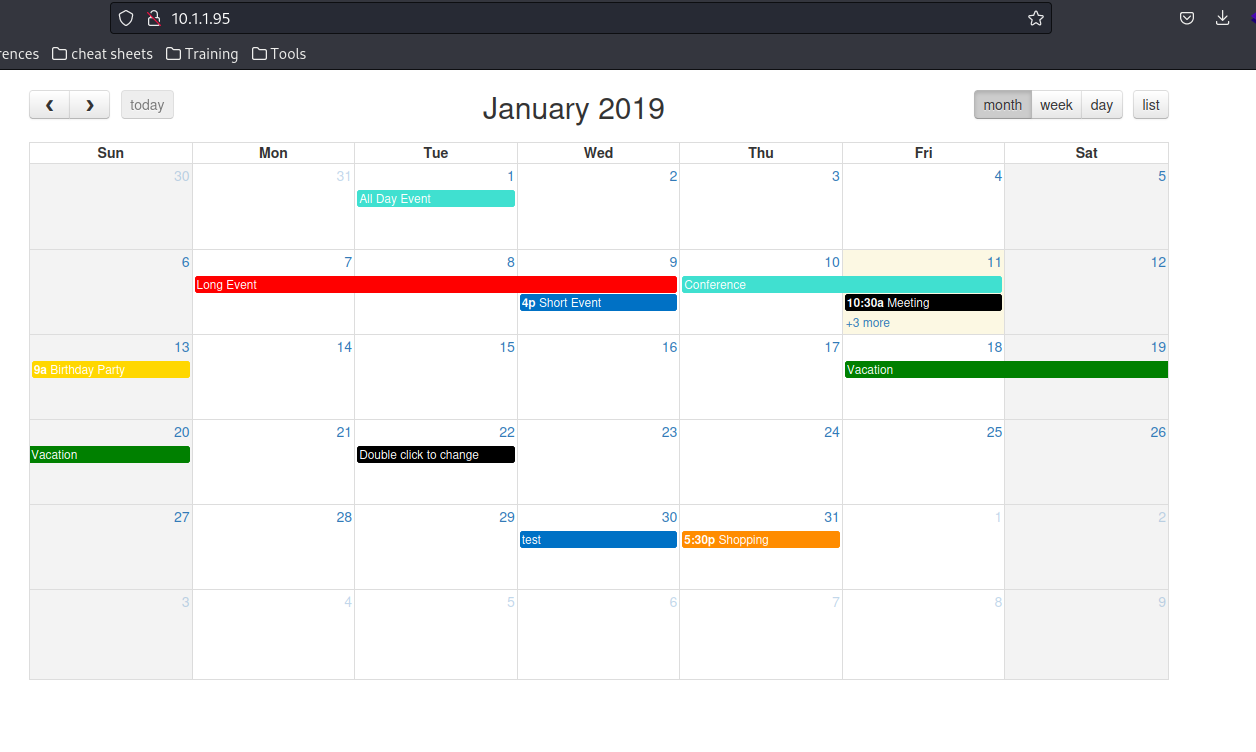 10.1.1.95
rences cheat sheets Training Tools
today January 2019 month week day list
Sun Mon Tue Wed Thu Fri Sat
30 31 1 2 3 4 5
All Day Event
6 7 8 9 10 11 12
Long Event Conference
4p Short Event 10:30a Meeting
+3 more
13 14 15 16 17 18 19
9a Birthday Party Vacation
20 21 22 23 24 25 26
Vacation Double click to change
27 28 29 30 31 1 2
test 5:30p Shopping
3 4 5 6 7 8 9